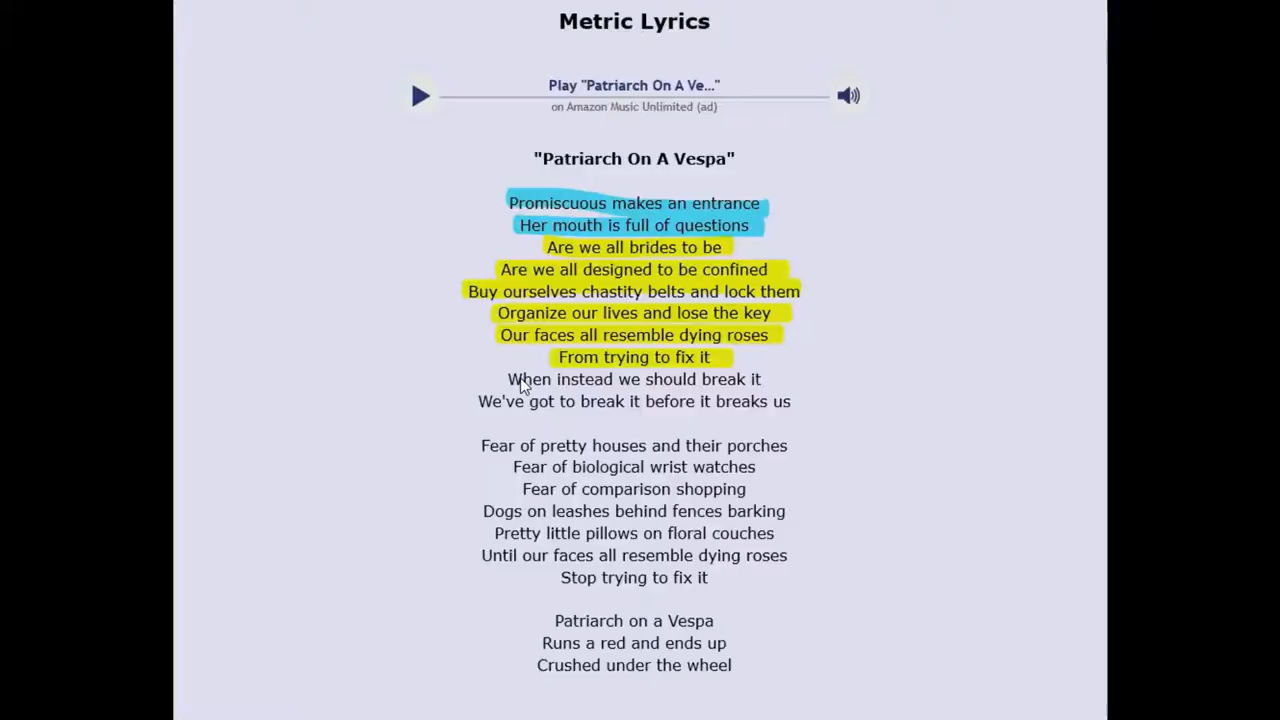 Metric Lyrics
Play "Patriarch On A Ve..."
on Amazon Music Unlimited (ad)
"Patriarch On A Vespa"
Promiscuous makes an entrance
Her mouth is full of questions
Are we all brides to be
Are we all designed to be confined
Buy ourselves chastity belts and lock them
Organize our lives and lose the key
Our faces all resemble dying roses
From trying to fix it
When instead we should break it
We've got to break it before it breaks us
Fear of pretty houses and their porches
Fear of biological wrist watches
Fear of comparison shopping
Dogs on leashes behind fences barking
Pretty little pillows on floral couches
Until our faces all resemble dying roses
Stop trying to fix it
Patriarch on a Vespa
Runs a red and ends up
Crushed under the wheel